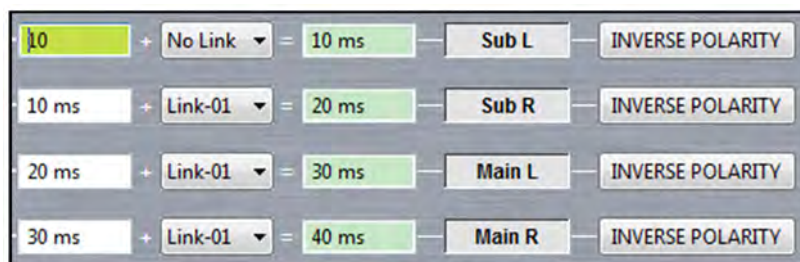 10 + No Link = 10 ms Sub L INVERSE POLARITY
10 ms + Link-01 = 20 ms Sub R INVERSE POLARITY
20 ms + Link-01 = 30 ms Main L INVERSE POLARITY
30 ms + Link-01 = 40 ms Main R INVERSE POLARITY